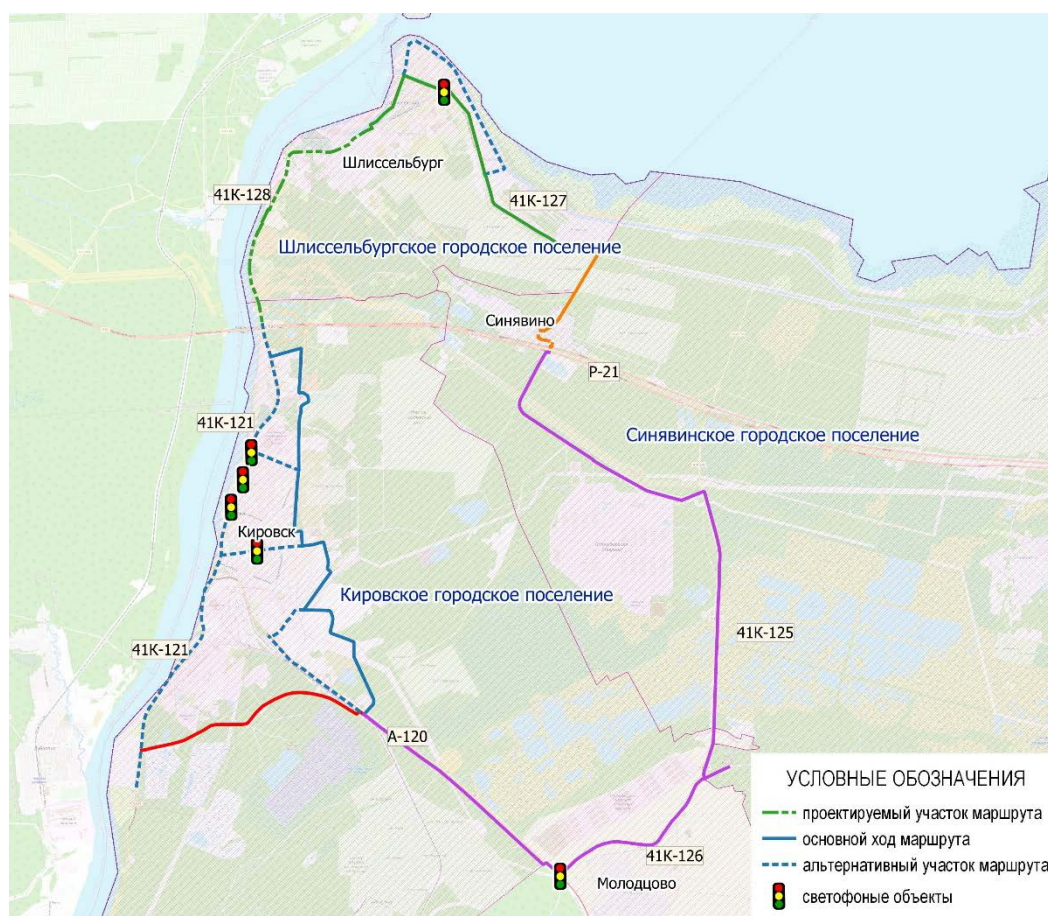 Шлиссельбург
41К-128
41К-127
Шлиссельбургское городское поселение
Синявино
Р-21
41К-121
Синявинское городское поселение
Кировск
Кировское городское поселение
41К-125
41К-121
А-120
41К-126
Молодцово
УСЛОВНЫЕ ОБОЗНАЧЕНИЯ
проектируемый участок маршрута
основной ход маршрута
альтернативный участок маршрута
светофоные объекты